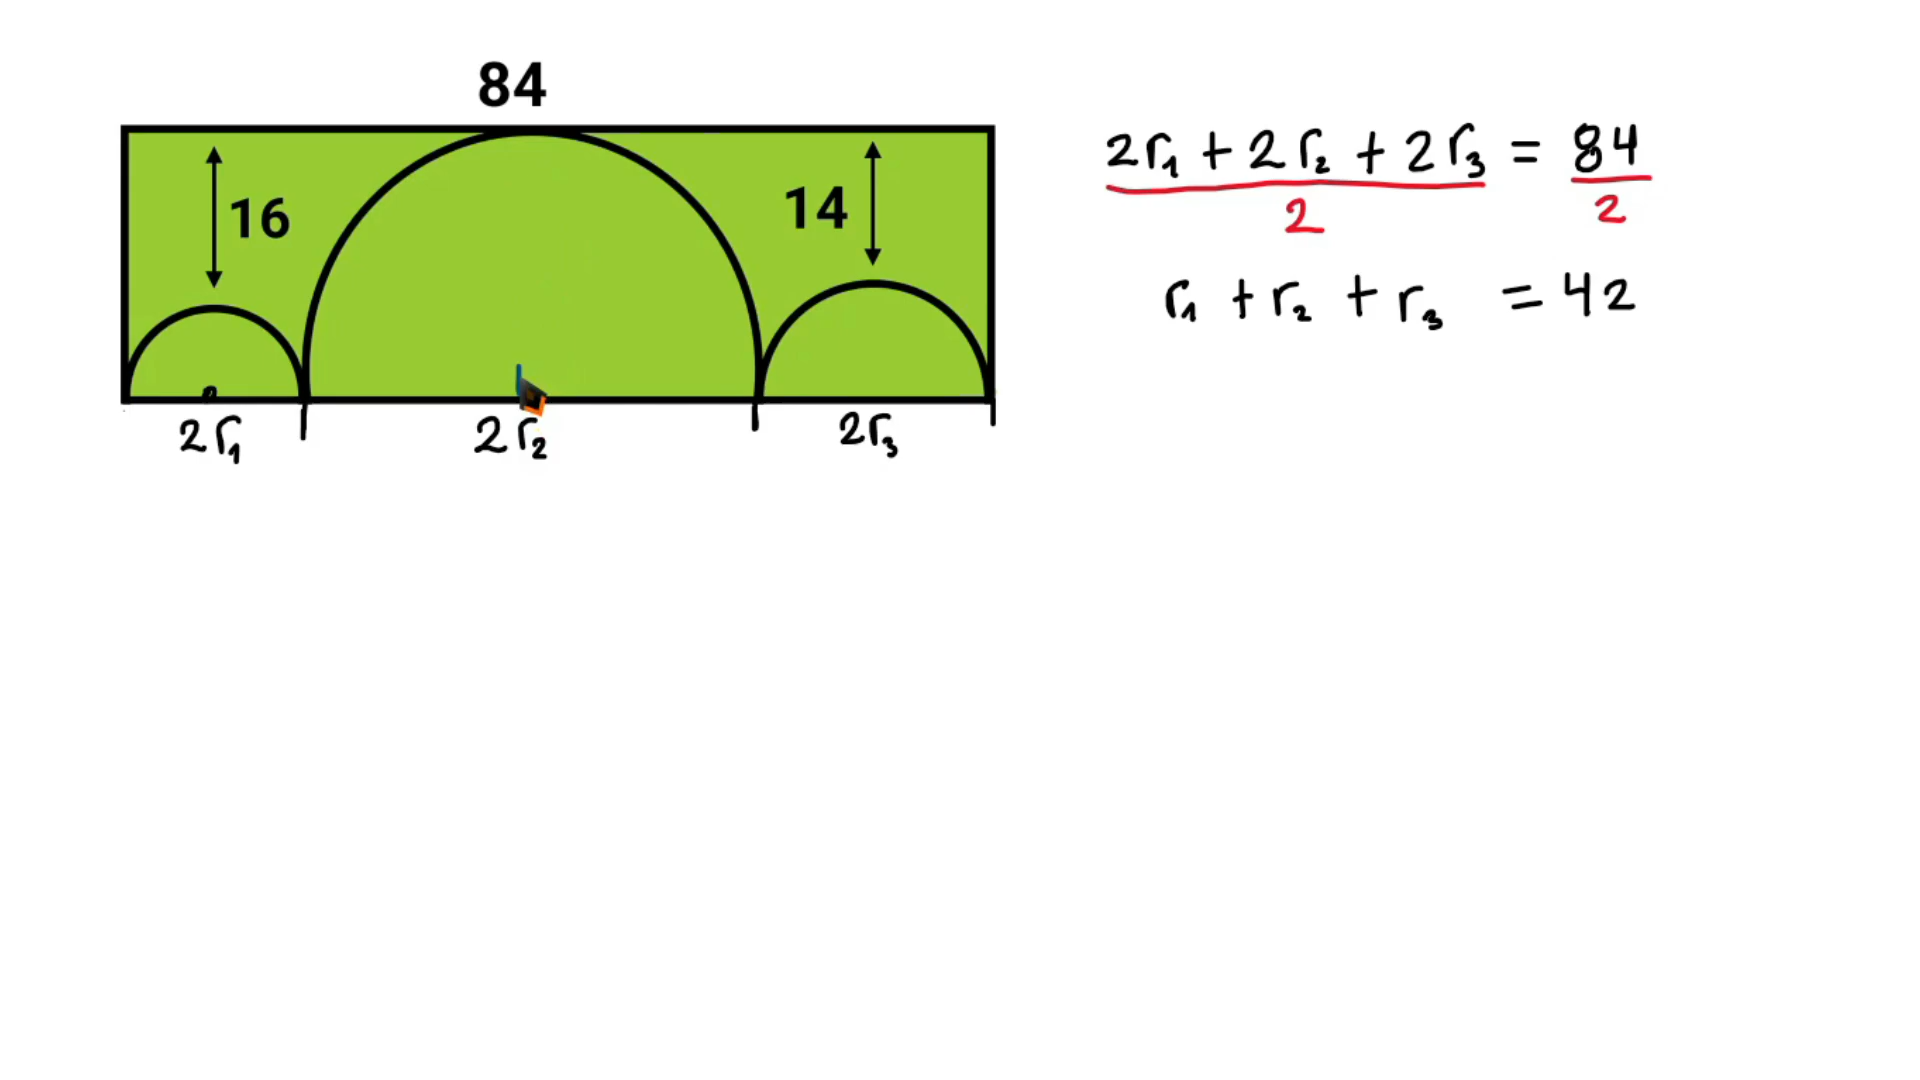 84
16
14
2r₁
2r₂
2r₃
2r₁ + 2r₂ + 2r₃ = 84
2 2
r₁ + r₂ + r₃ = 42